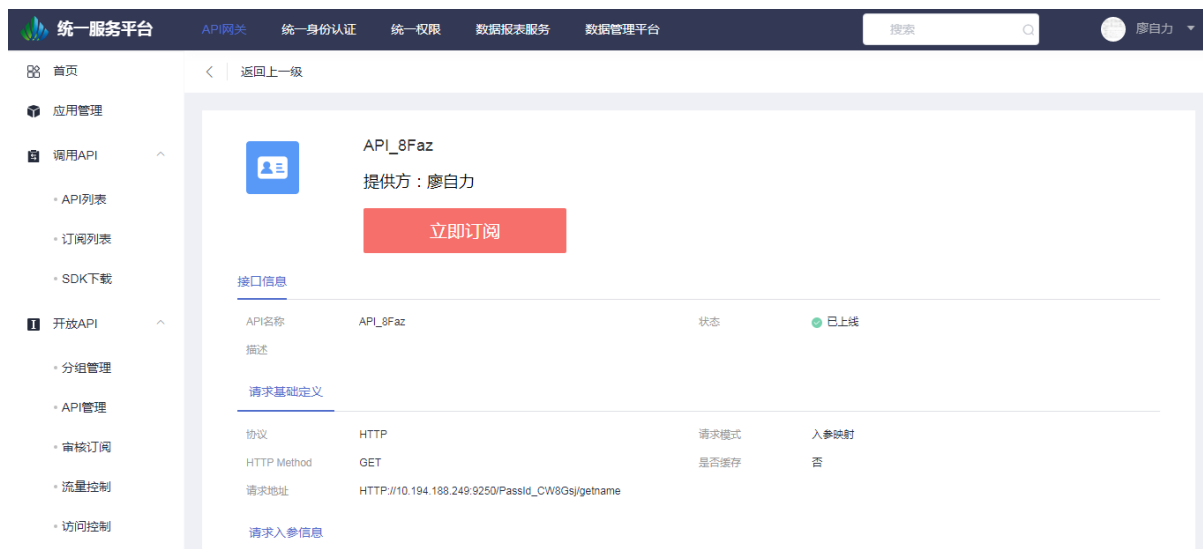 统一服务平台
API网关 统一身份认证 统一权限 数据报表服务 数据管理平台 搜索 廖自力
首页
应用管理
调用API
• API列表
• 订阅列表
• SDK下载
开放API
• 分组管理
• API管理
• 审核订阅
• 流量控制
• 访问控制
返回上一级
API_8Faz
提供方：廖自力
立即订阅
接口信息
API名称 API_8Faz 状态 已上线
描述
请求基础定义
协议 HTTP 请求模式 入参映射
HTTP Method GET 是否缓存 否
请求地址 HTTP://10.194.188.249:9250/PassId_CW8Gsj/getname
请求入参信息